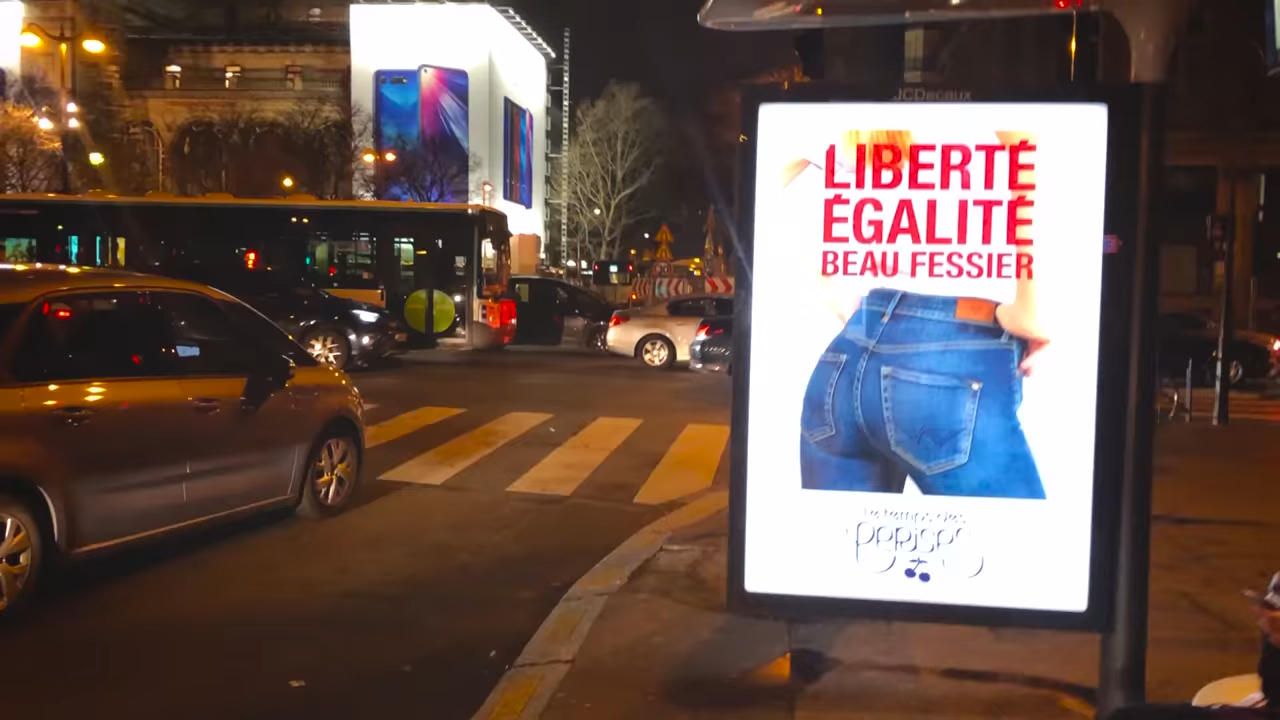 JCDecaux
LIBERTÉ
ÉGALITÉ
BEAU FESSIER
Le temps des
CERISES